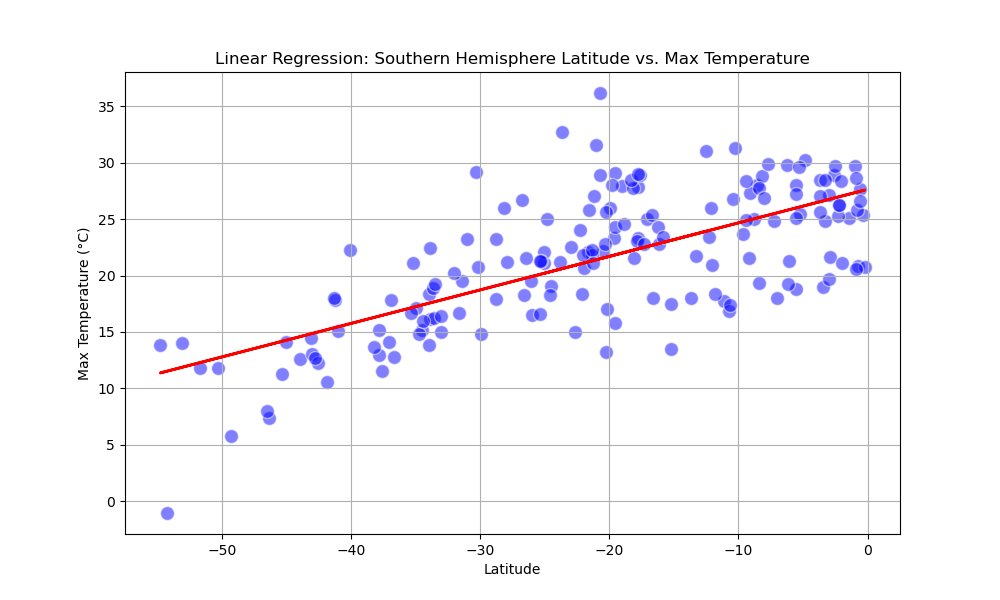 Linear Regression: Southern Hemisphere Latitude vs. Max Temperature
Max Temperature (°C)
35
30
25
20
15
10
5
0
−50 −40 −30 −20 −10 0
Latitude